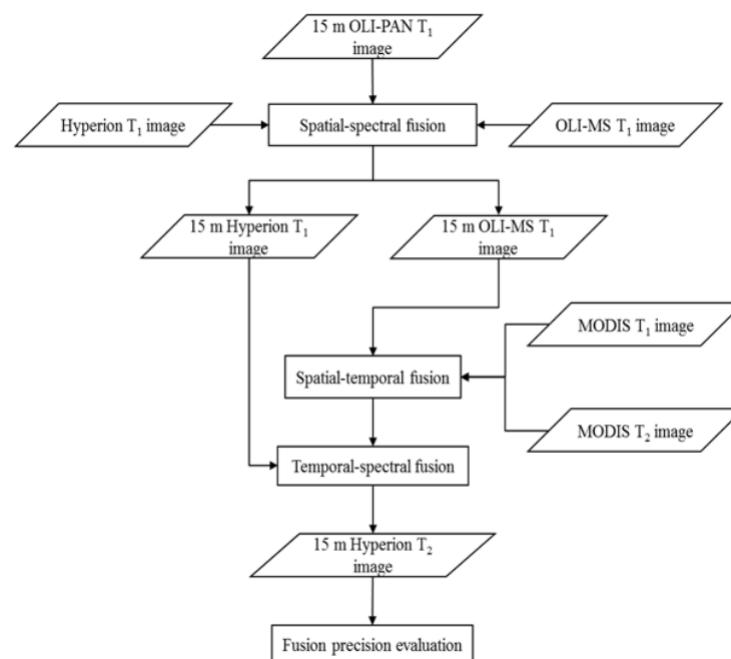 15 m OLI-PAN T₁
image
Hyperion T₁ image
Spatial-spectral fusion
OLI-MS T₁ image
15 m Hyperion T₁
image
15 m OLI-MS T₁
image
MODIS T₁ image
Spatial-temporal fusion
MODIS T₂ image
Temporal-spectral fusion
15 m Hyperion T₂
image
Fusion precision evaluation